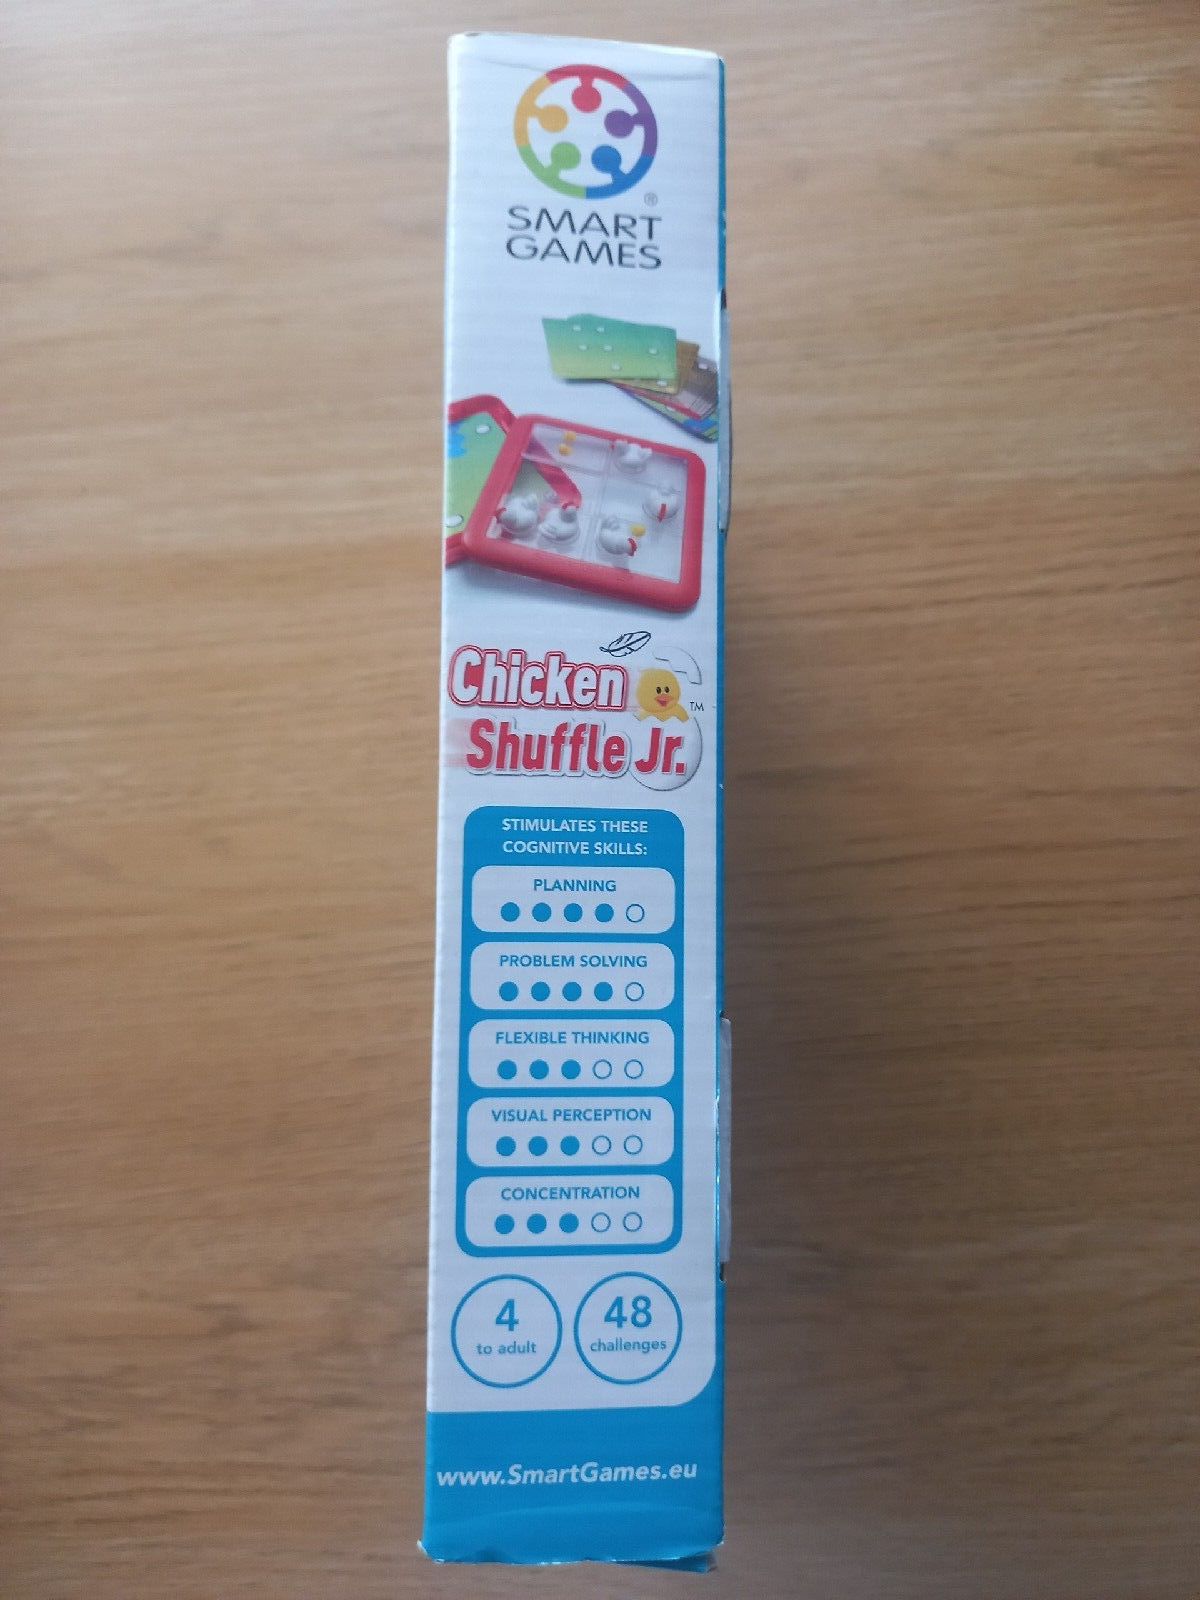 ®
SMART
GAMES
Chicken
™
Shuffle Jr.
STIMULATES THESE
COGNITIVE SKILLS:
PLANNING
PROBLEM SOLVING
FLEXIBLE THINKING
VISUAL PERCEPTION
CONCENTRATION
4
to adult
48
challenges
www.SmartGames.eu